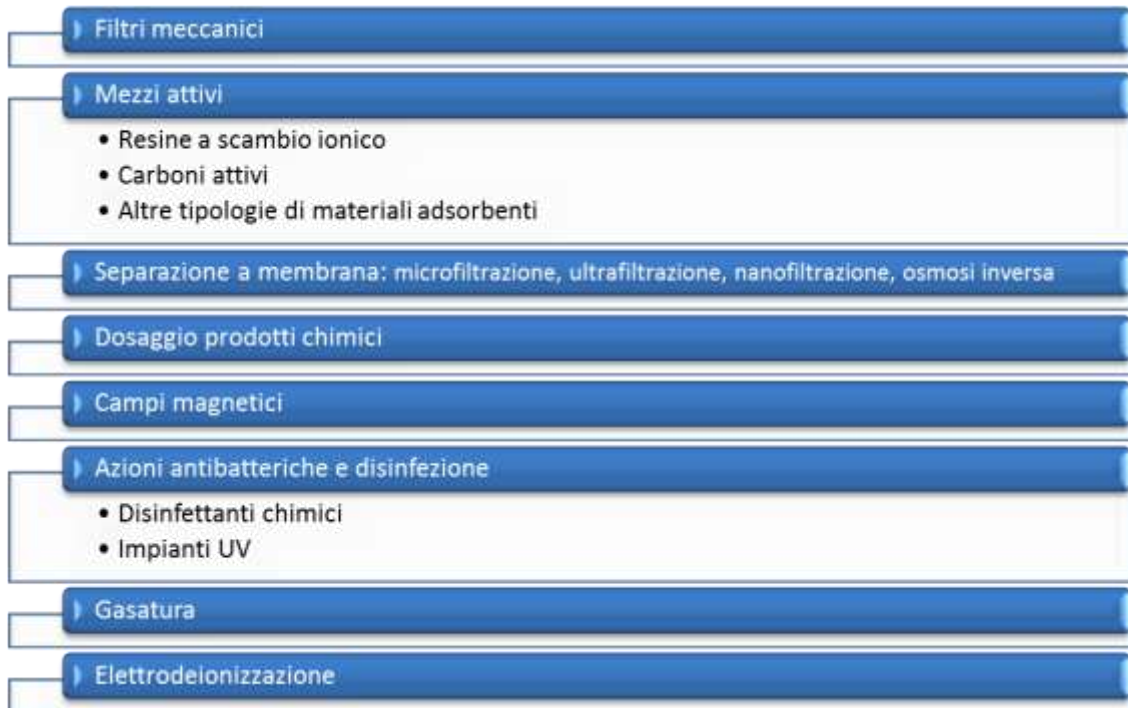 Filtri meccanici
Mezzi attivi
• Resine a scambio ionico
• Carboni attivi
• Altre tipologie di materiali adsorbenti
Separazione a membrana: microfiltrazione, ultrafiltrazione, nanofiltrazione, osmosi inversa
Dosaggio prodotti chimici
Campi magnetici
Azioni antibatteriche e disinfezione
• Disinfettanti chimici
• Impianti UV
Gasatura
Elettrodeionizzazione